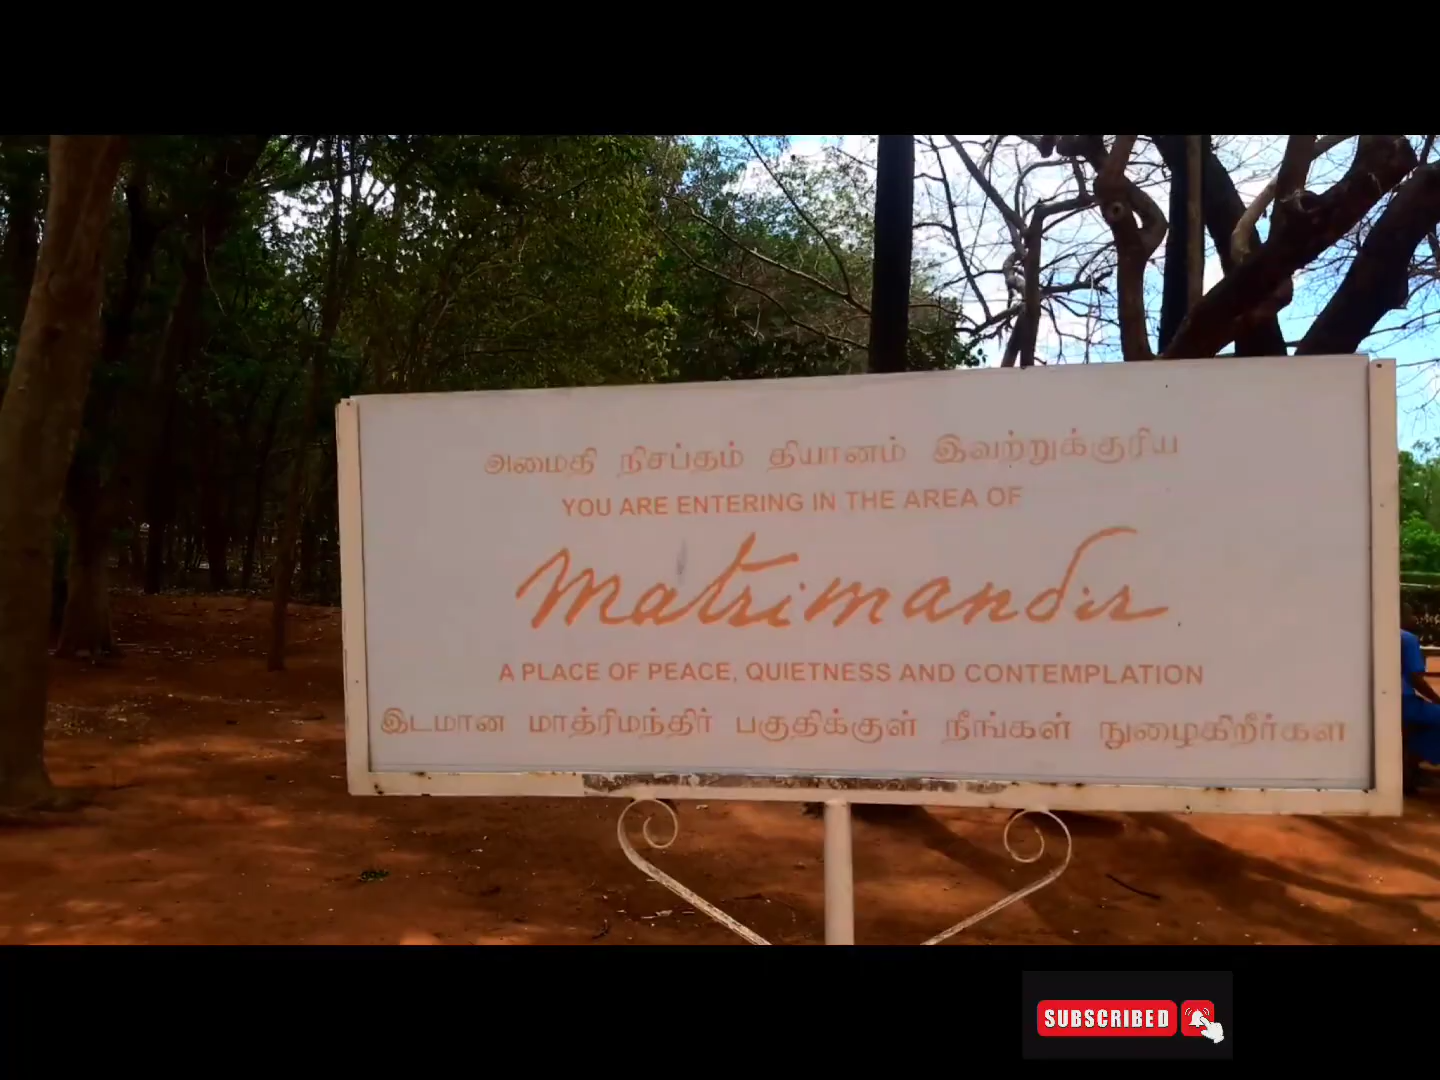 அமைதி நிசப்தம் தியானம் இவற்றுக்குரிய
YOU ARE ENTERING IN THE AREA OF
Matrimandir
A PLACE OF PEACE, QUIETNESS AND CONTEMPLATION
இடமான மாத்ரிமந்திர் பகுதிக்குள் நீங்கள் நுழைகிறீர்கள
SUBSCRIBED